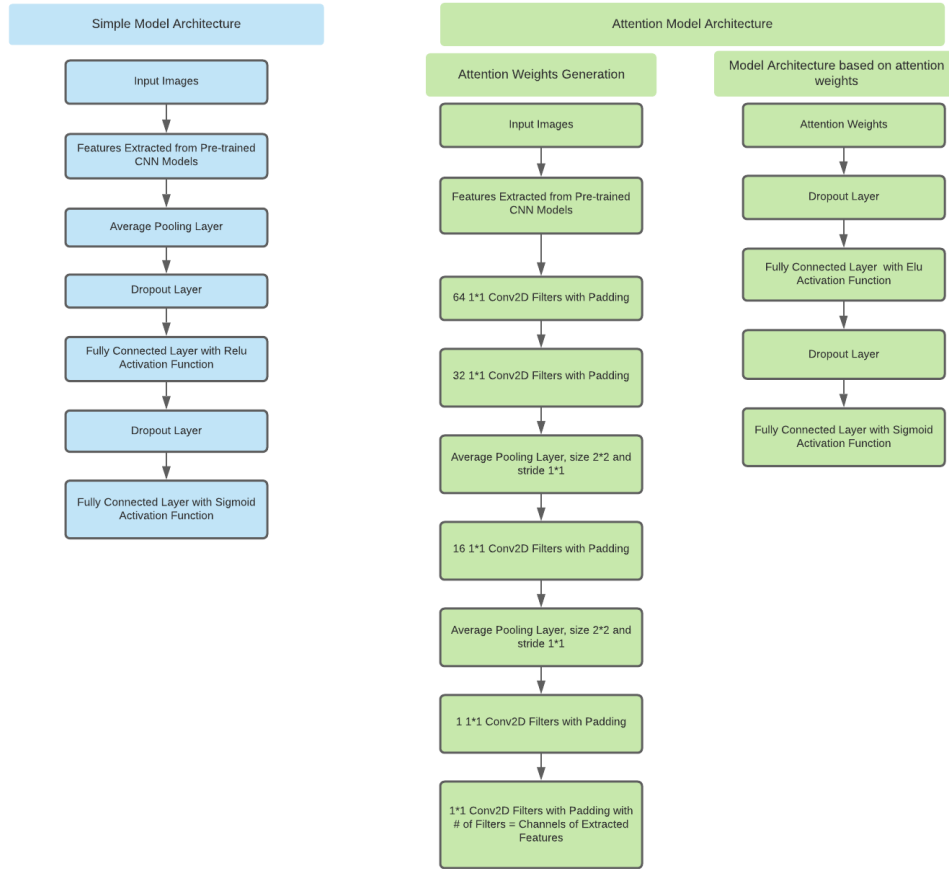 Simple Model Architecture
Input Images
Features Extracted from Pre-trained
CNN Models
Average Pooling Layer
Dropout Layer
Fully Connected Layer with Relu
Activation Function
Dropout Layer
Fully Connected Layer with Sigmoid
Activation Function
Attention Model Architecture
Attention Weights Generation
Input Images
Features Extracted from Pre-trained
CNN Models
64 1*1 Conv2D Filters with Padding
32 1*1 Conv2D Filters with Padding
Average Pooling Layer, size 2*2 and
stride 1*1
16 1*1 Conv2D Filters with Padding
Average Pooling Layer, size 2*2 and
stride 1*1
1 1*1 Conv2D Filters with Padding
1*1 Conv2D Filters with Padding with
# of Filters = Channels of Extracted
Features
Model Architecture based on attention
weights
Attention Weights
Dropout Layer
Fully Connected Layer with Elu
Activation Function
Dropout Layer
Fully Connected Layer with Sigmoid
Activation Function